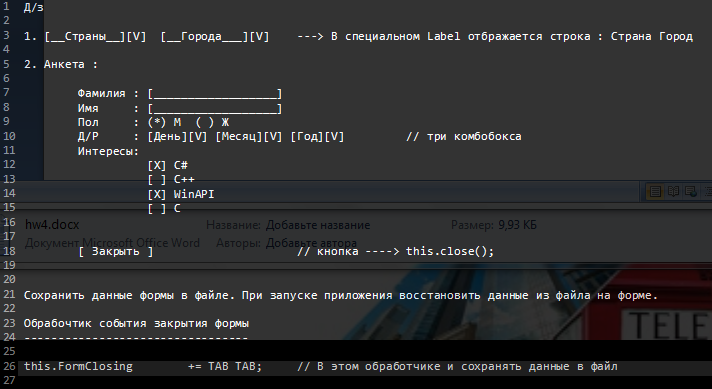 1 Д/з
2
3 1. [__Страны__][V] [__Города___][V] ---> В специальном Label отбражается строка : Страна Город
4
5 2. Анкета :
6
7 Фамилия : [___________________]
8 Имя : [___________________]
9 Пол : (*) М ( ) Ж
10 Д/Р : [День][V] [Месяц][V] [Год][V] // три комбобокса
11 Интересы:
12 [X] C#
13 [ ] C++
14 [X] WinAPI
15 [ ] C
16 hw4.docx Название: Добавьте название Размер: 9,93 КБ
17 Документ Microsoft Office Word Авторы: Добавьте автора
18 [ Закрыть ] // кнопка ----> this.close();
19
20
21 Сохранить данные формы в файле. При запуске приложения восстановить данные из файла на форме.
22
23 Обрабочтик события закрытия формы
24 ---------------------------------
TELE
25
26 this.FormClosing += TAB TAB; // В этом обработчике и сохранять данные в файл
27